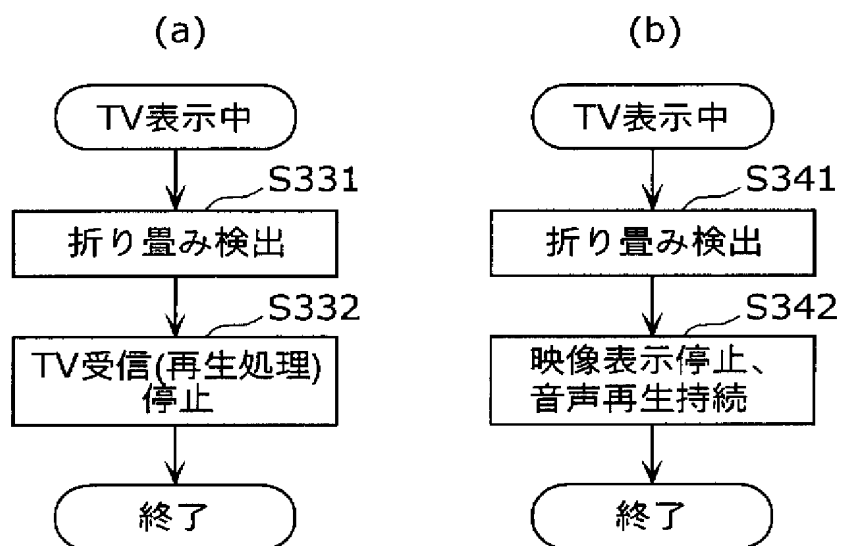 (a)
TV表示中
S331
折り畳み検出
S332
TV受信(再生処理)
停止
終了
(b)
TV表示中
S341
折り畳み検出
S342
映像表示停止、
音声再生持続
終了